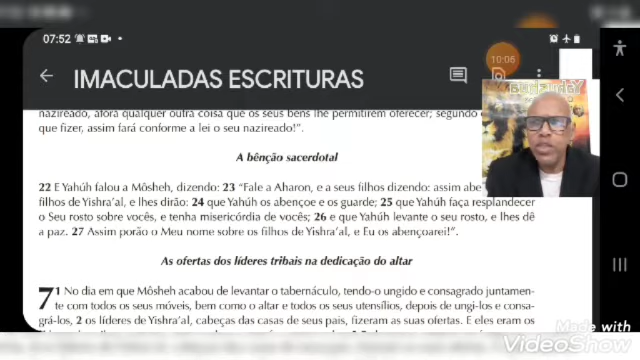 07:52
10:06
IMACULADAS ESCRITURAS
nazireado, afora qualquer outra coisa que os seus bens lhe permitirem oferecer; segundo o
que fizer, assim fará conforme a lei o seu nazireado!".
A bênção sacerdotal
22 E Yahúh falou a Môsheh, dizendo: 23 "Fale a Aharon, e a seus filhos dizendo: assim abe
filhos de Yishra'al, e lhes dirão: 24 que Yahúh os abençoe e os guarde; 25 que Yahúh faça resplandecer
o Seu rosto sobre vocês, e tenha misericórdia de vocês; 26 e que Yahúh levante o seu rosto, e lhes dê
a paz. 27 Assim porão o Meu nome sobre os filhos de Yishra'al, e Eu os abençoarei!".
As ofertas dos líderes tribais na dedicação do altar
7 1 No dia em que Môsheh acabou de levantar o tabernáculo, tendo-o ungido e consagrado juntamen-
te com todos os seus móveis, bem como o altar e todos os seus utensílios, depois de ungi-los e consa-
grá-los, 2 os líderes de Yishra'al, cabeças das casas de seus pais, fizeram as suas ofertas. E eles eram os
Made with
VideoShow